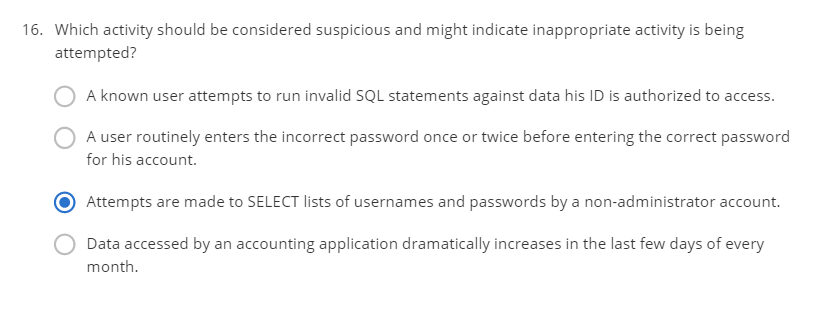 16. Which activity should be considered suspicious and might indicate inappropriate activity is being
attempted?
A known user attempts to run invalid SQL statements against data his ID is authorized to access.
A user routinely enters the incorrect password once or twice before entering the correct password
for his account.
Attempts are made to SELECT lists of usernames and passwords by a non-administrator account.
Data accessed by an accounting application dramatically increases in the last few days of every
month.